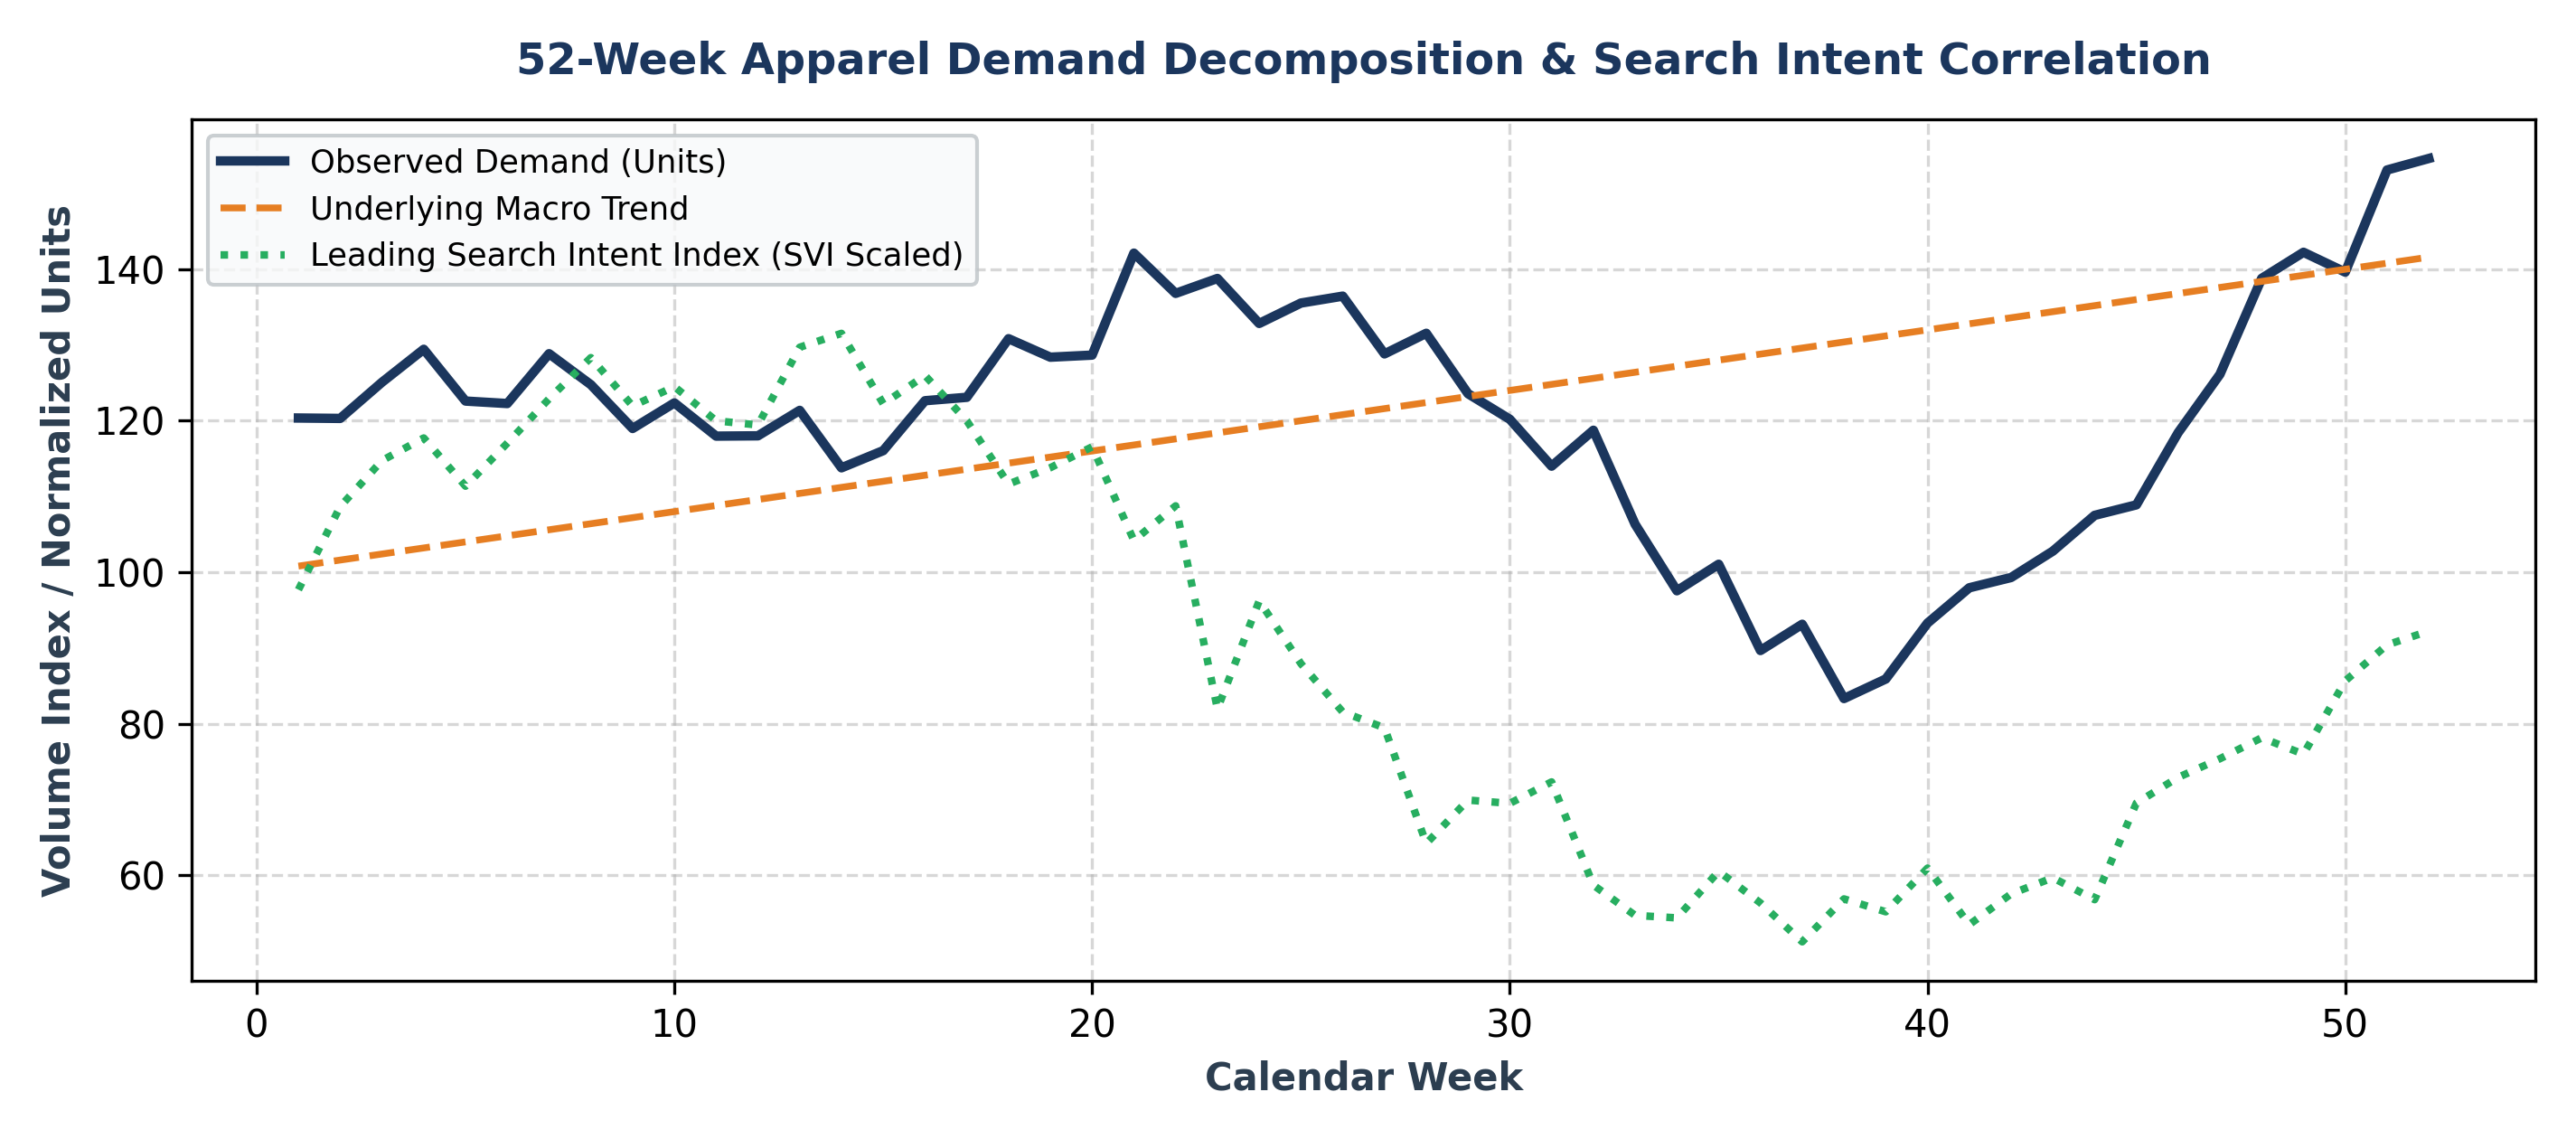 52-Week Apparel Demand Decomposition & Search Intent Correlation
Observed Demand (Units)
Underlying Macro Trend
Leading Search Intent Index (SVI Scaled)
Volume Index / Normalized Units
140
120
100
80
60
0 10 20 30 40 50
Calendar Week